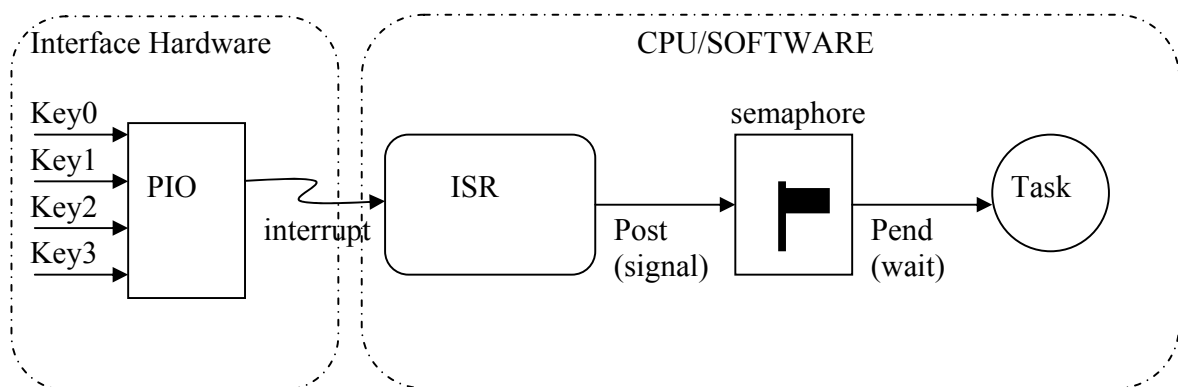 Interface Hardware
CPU/SOFTWARE
Key0
Key1
Key2
Key3
PIO
interrupt
ISR
Post
(signal)
semaphore
Pend
(wait)
Task